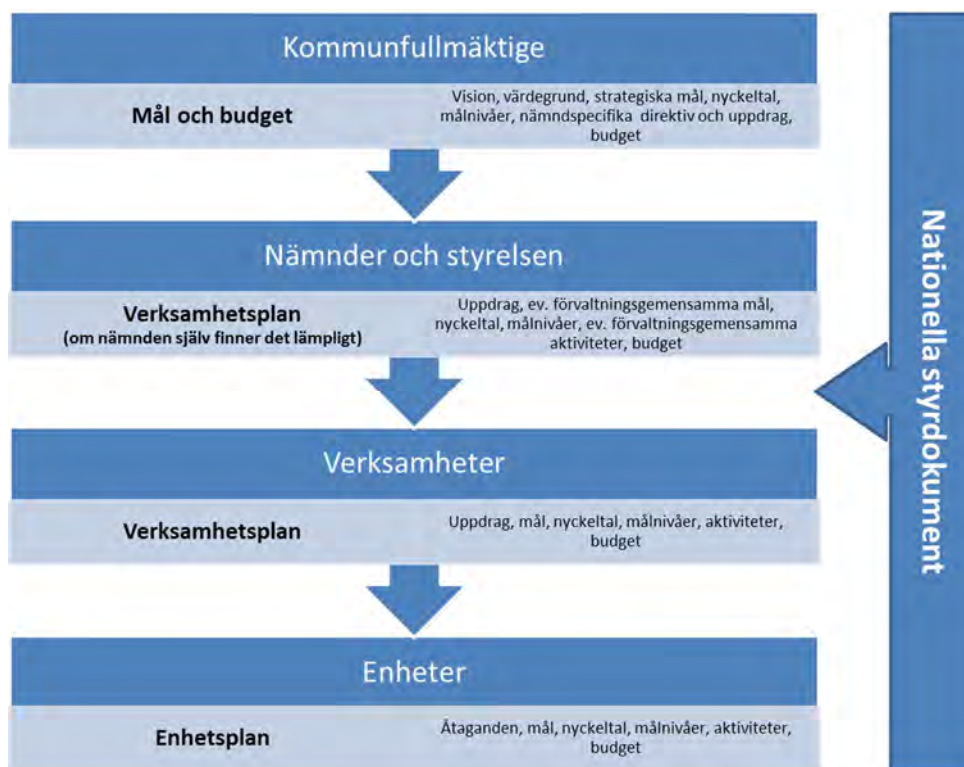 Kommunfullmäktige
Mål och budget
Vision, värdegrund, strategiska mål, nyckeltal,
målnivåer, nämndspecifika direktiv och uppdrag,
budget
Nämnder och styrelsen
Verksamhetsplan
(om nämnden själv finner det lämpligt)
Uppdrag, ev. förvaltningsgemensamma mål,
nyckeltal, målnivåer, ev. förvaltningsgemensamma
aktiviteter, budget
Verksamheter
Verksamhetsplan
Uppdrag, mål, nyckeltal, målnivåer, aktiviteter,
budget
Enheter
Enhetsplan
Åtaganden, mål, nyckeltal, målnivåer, aktiviteter,
budget
Nationella styrdokument